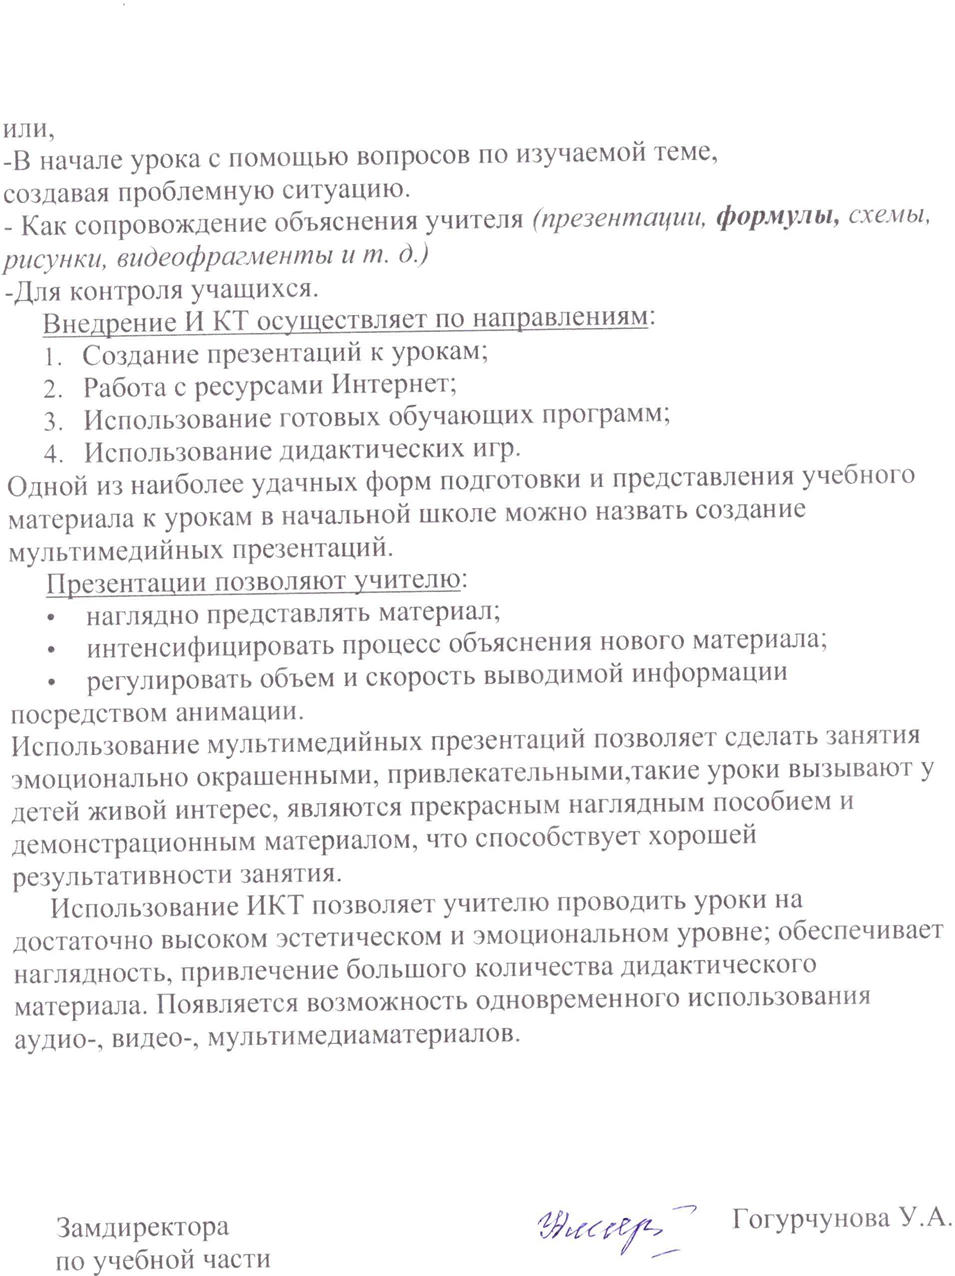 или,
-В начале урока с помощью вопросов по изучаемой теме,
создавая проблемную ситуацию.
- Как сопровождение объяснения учителя (презентации, формулы, схемы,
рисунки, видеофрагменты и т. д.)
-Для контроля учащихся.
Внедрение И КТ осуществляет по направлениям:
1. Создание презентаций к урокам;
2. Работа с ресурсами Интернет;
3. Использование готовых обучающих программ;
4. Использование дидактических игр.
Одной из наиболее удачных форм подготовки и представления учебного
материала к урокам в начальной школе можно назвать создание
мультимедийных презентаций.
Презентации позволяют учителю:
• наглядно представлять материал;
• интенсифицировать процесс объяснения нового материала;
• регулировать объем и скорость выводимой информации
посредством анимации.
Использование мультимедийных презентаций позволяет сделать занятия
эмоционально окрашенными, привлекательными,такие уроки вызывают у
детей живой интерес, являются прекрасным наглядным пособием и
демонстрационным материалом, что способствует хорошей
результативности занятия.
Использование ИКТ позволяет учителю проводить уроки на
достаточно высоком эстетическом и эмоциональном уровне; обеспечивает
наглядность, привлечение большого количества дидактического
материала. Появляется возможность одновременного использования
аудио-, видео-, мультимедиаматериалов.
Замдиректора Гогурчунова У.А.
по учебной части